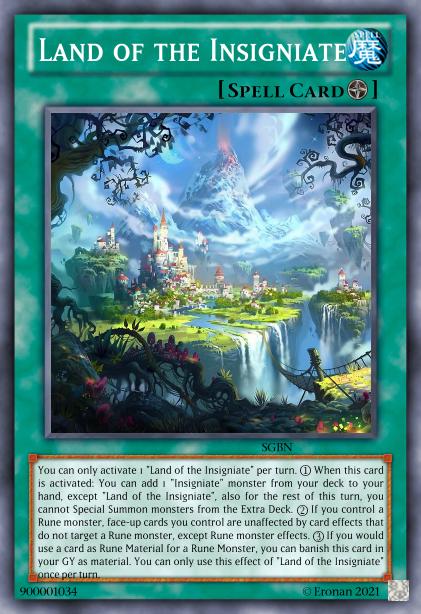 LAND OF THE INSIGNIATE
SPELL
魔
[SPELL CARD]
SGBN
You can only activate 1 "Land of the Insigniate" per turn. ① When this card
is activated: You can add 1 "Insigniate" monster from your deck to your
hand, except "Land of the Insigniate", also for the rest of this turn, you
cannot Special Summon monsters from the Extra Deck. ② If you control a
Rune monster, face-up cards you control are unaffected by card effects that
do not target a Rune monster, except Rune monster effects. ③ If you would
use a card as Rune Material for a Rune Monster, you can banish this card in
your GY as material. You can only use this effect of "Land of the Insigniate"
once per turn.
900001034
© Eronan 2021